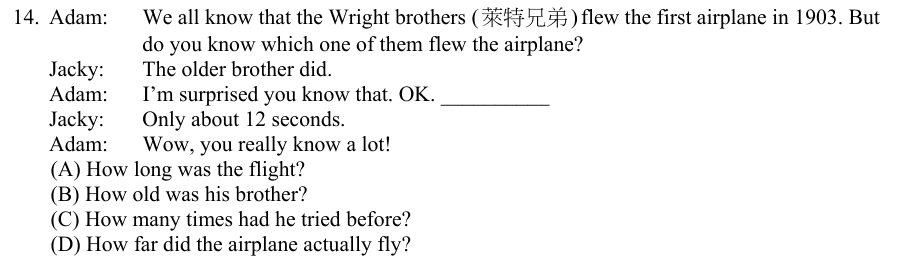 14. Adam: We all know that the Wright brothers (萊特兄弟) flew the first airplane in 1903. But
do you know which one of them flew the airplane?
Jacky: The older brother did.
Adam: I’m surprised you know that. OK. __________
Jacky: Only about 12 seconds.
Adam: Wow, you really know a lot!
(A) How long was the flight?
(B) How old was his brother?
(C) How many times had he tried before?
(D) How far did the airplane actually fly?